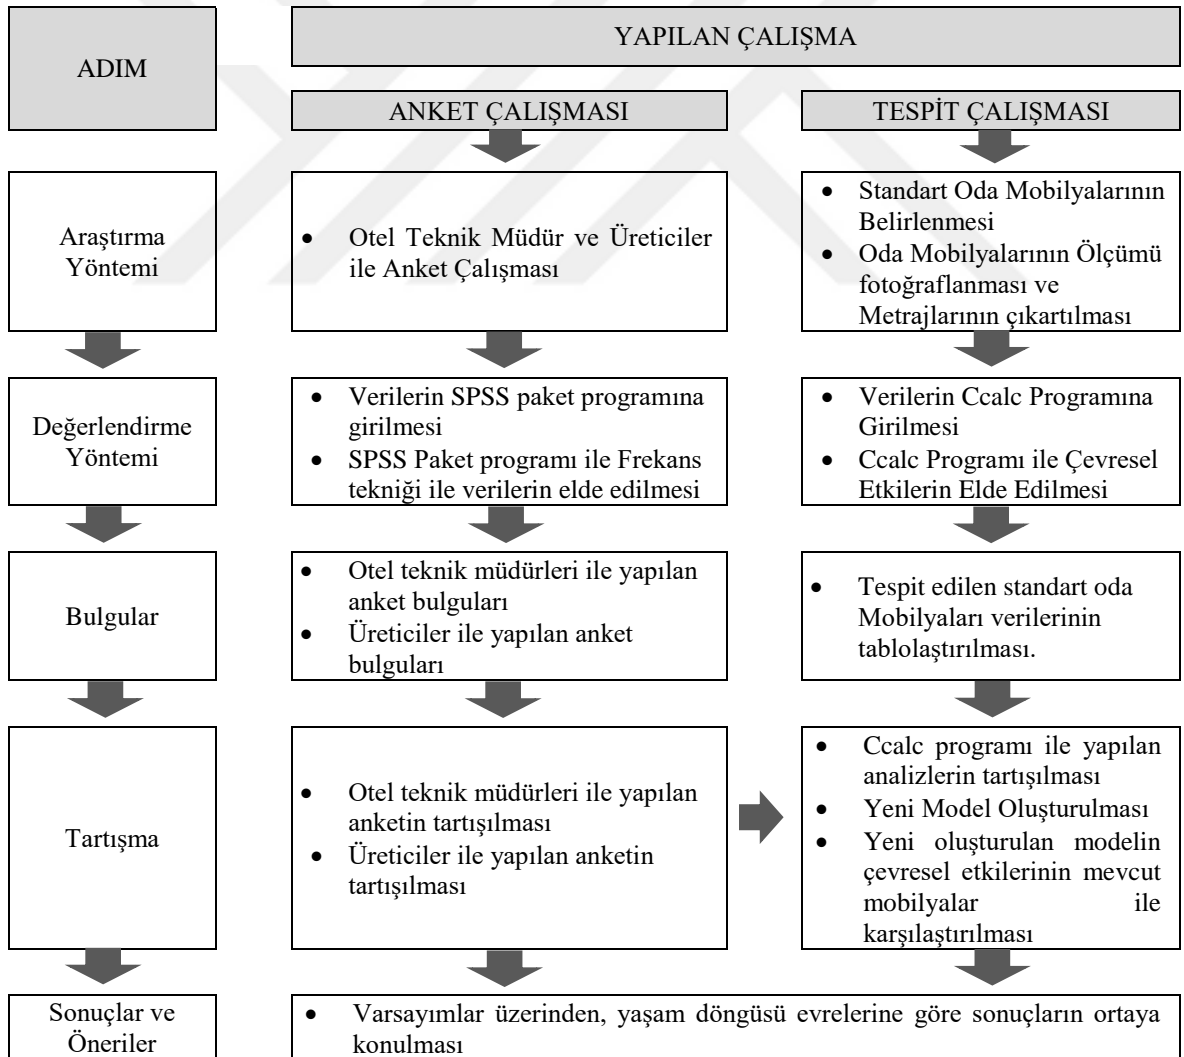 ADIM
YAPILAN ÇALIŞMA
ANKET ÇALIŞMASI
TESPİT ÇALIŞMASI
Araştırma
Yöntemi
• Otel Teknik Müdür ve Üreticiler
ile Anket Çalışması
• Standart Oda Mobilyalarının
Belirlenmesi
• Oda Mobilyalarının Ölçümü
fotoğraflanması ve
Metrajlarının çıkartılması
Değerlendirme
Yöntemi
• Verilerin SPSS paket programına
girilmesi
• SPSS Paket programı ile Frekans
tekniği ile verilerin elde edilmesi
• Verilerin Ccalc Programına
Girilmesi
• Ccalc Programı ile Çevresel
Etkilerin Elde Edilmesi
Bulgular
• Otel teknik müdürleri ile yapılan
anket bulguları
• Üreticiler ile yapılan anket
bulguları
• Tespit edilen standart oda
Mobilyaları verilerinin
tablolaştırılması.
Tartışma
• Otel teknik müdürleri ile yapılan
anketin tartışılması
• Üreticiler ile yapılan anketin
tartışılması
• Ccalc programı ile yapılan
analizlerin tartışılması
• Yeni Model Oluşturulması
• Yeni oluşturulan modelin
çevresel etkilerinin mevcut
mobilyalar ile
karşılaştırılması
Sonuçlar ve
Öneriler
• Varsayımlar üzerinden, yaşam döngüsü evrelerine göre sonuçların ortaya
konulması